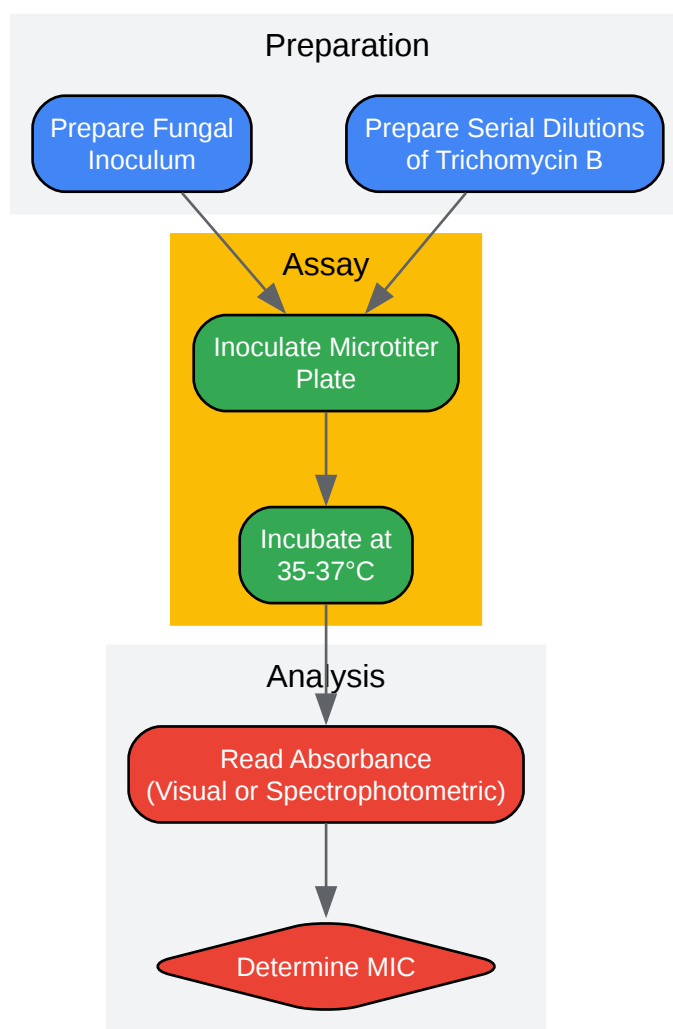 Preparation
Prepare Fungal
Inoculum
Prepare Serial Dilutions
of Trichomycin B
Assay
Inoculate Microtiter
Plate
Incubate at
35-37°C
Analysis
Read Absorbance
(Visual or Spectrophotometric)
Determine MIC